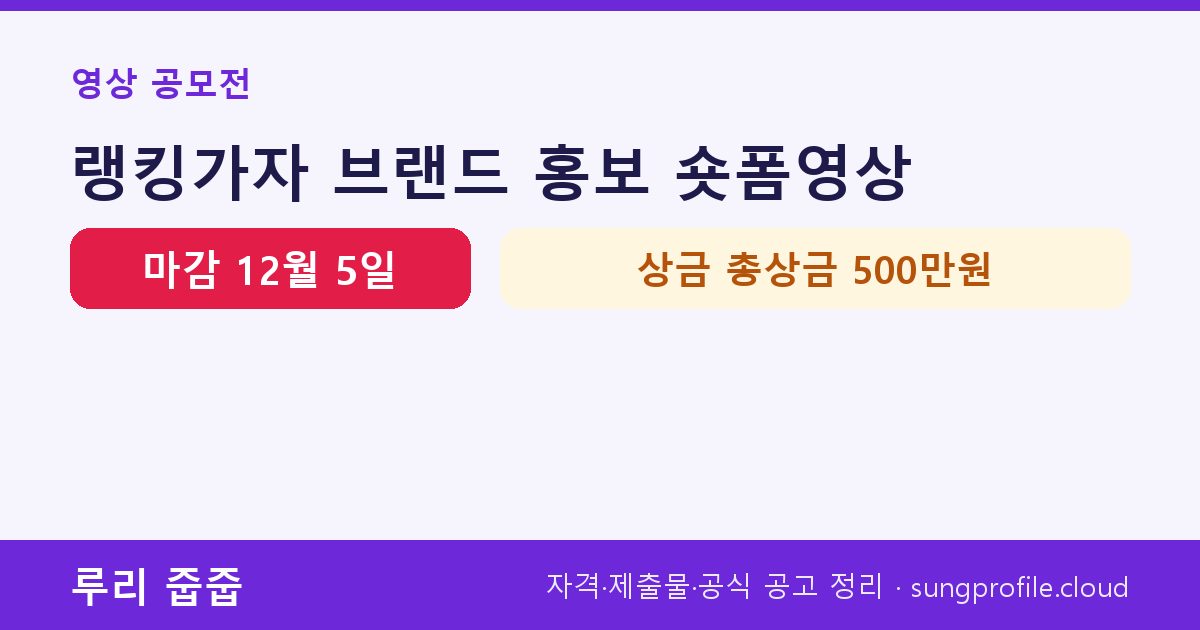 영상 공모전
랭킹가자 브랜드 홍보 숏폼영상
마감 12월 5일
상금 총상금 500만원
루리 줍줍
자격·제출물·공식 공고 정리 · sungprofile.cloud